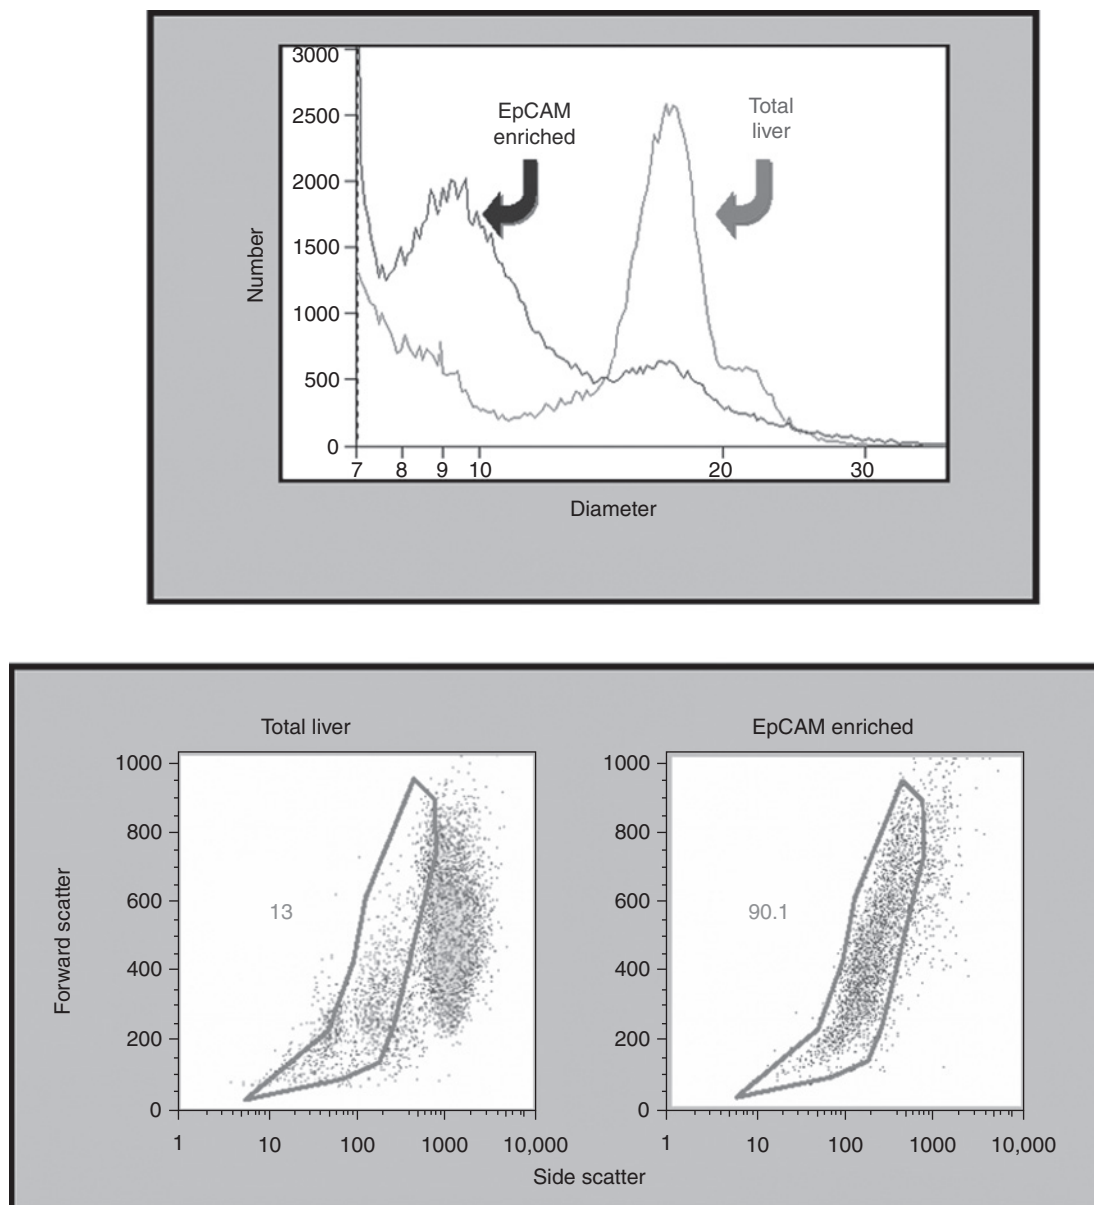 3000
2500
2000
1500
1000
500
0
Number
EpCAM
enriched
Total
liver
7 8 9 10 20 30
Diameter
Total liver
EpCAM enriched
Forward scatter
1000
800
600
400
200
0
13
1 10 100 1000 10,000
1000
800
600
400
200
0
90.1
1 10 100 1000 10,000
Side scatter